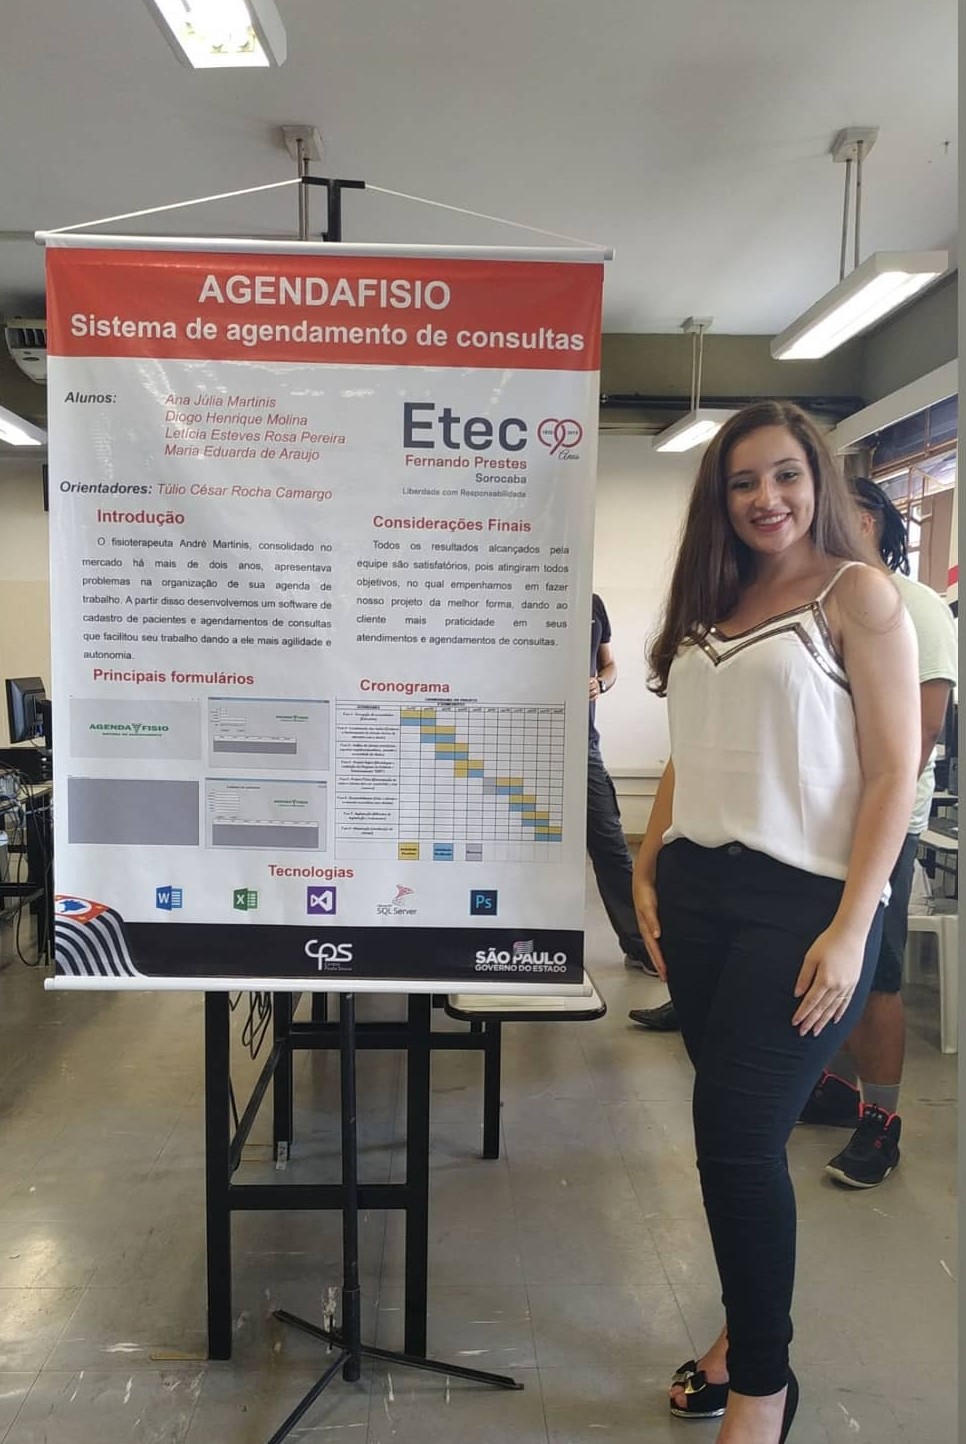 AGENDAFISIO
Sistema de agendamento de consultas
Alunos:
Ana Júlia Martinis
Diogo Henrique Molina
Letícia Esteves Rosa Pereira
Maria Eduarda de Araujo
Orientadores: Túlio César Rocha Camargo
Etec
Anos
Fernando Prestes
Sorocaba
Liberdade com Responsabilidade
Introdução
O fisioterapeuta André Martinis, consolidado no
mercado há mais de dois anos, apresentava
problemas na organização de sua agenda de
trabalho. A partir disso desenvolvemos um software de
cadastro de pacientes e agendamentos de consultas
que facilitou seu trabalho dando a ele mais agilidade e
autonomia.
Considerações Finais
Todos os resultados alcançados pela
equipe são satisfatórios, pois atingiram todos
objetivos, no qual empenhamos em fazer
nosso projeto da melhor forma, dando ao
cliente mais praticidade em seus
atendimentos e agendamentos de consultas.
Principais formulários
AGENDA FISIO
Cronograma
Tecnologias
SQL Server
Ps
cps
SÃO PAULO
GOVERNO DO ESTADO